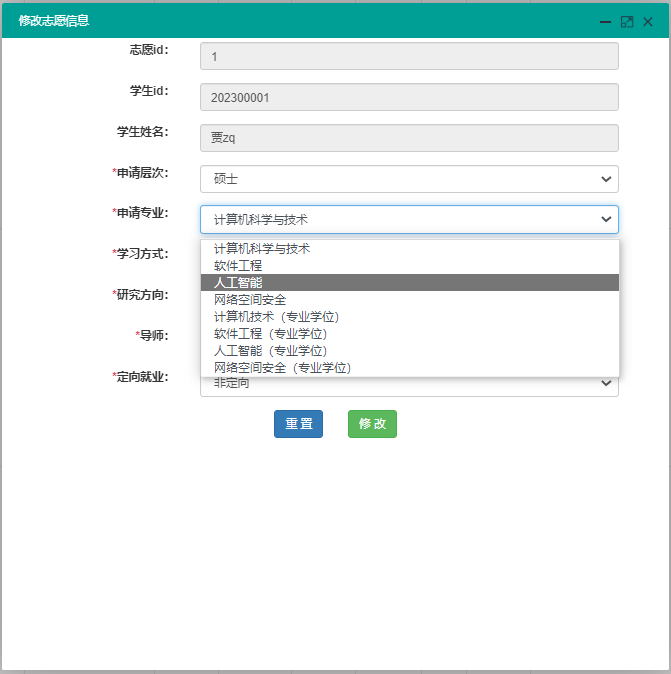 修改志愿信息
志愿id:
1
学生id:
202300001
学生姓名:
贾zq
*申请层次:
硕士
*申请专业:
计算机科学与技术
*学习方式:
计算机科学与技术
软件工程
人工智能
*研究方向:
网络空间安全
计算机技术（专业学位）
*导师:
软件工程（专业学位）
人工智能（专业学位）
网络空间安全（专业学位）
*定向就业:
非定向
重置 修改